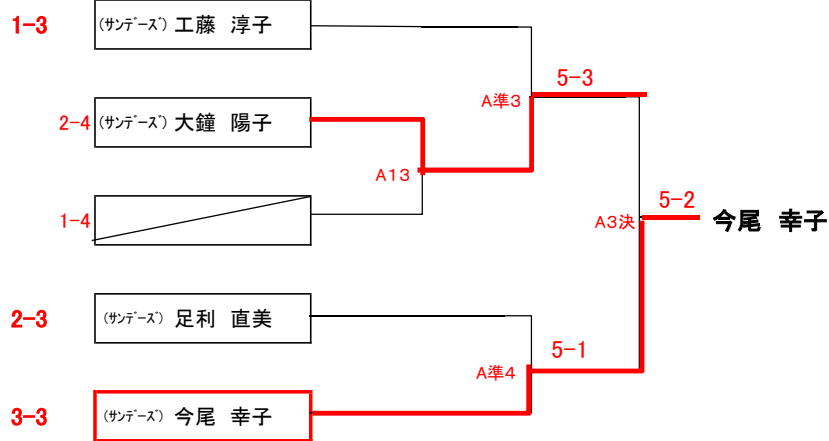 1-3 (サンデーズ) 工藤 淳子
5-3
A準3
2-4 (サンデーズ) 大鐘 陽子
A13
1-4
5-2
A3決 今尾 幸子
2-3 (サンデーズ) 足利 直美
5-1
A準4
3-3 (サンデーズ) 今尾 幸子